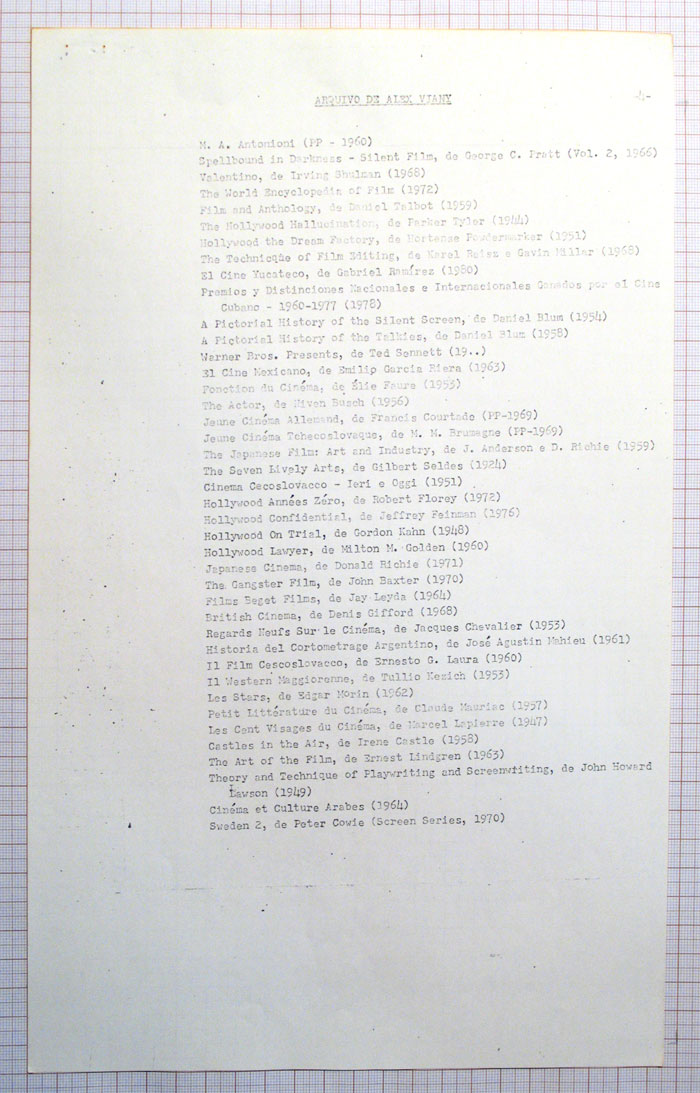 ARQUIVO DE ALEX VIANY
-4-
M. A. Antonioni (PP - 1960)
Spellbound in Darkness - Silent Film, de George C. Pratt (Vol. 2, 1966)
Valentino, de Irving Shulman (1968)
The World Encyclopedia of Film (1972)
Film and Anthology, de Daniel Talbot (1959)
The Hollywood Hallucination, de Parker Tyler (1944)
Hollywood the Dream Factory, de Hortense Powdermarker (1951)
The Technicque of Film Editing, de Karel Reisz e Gavin Millar (1968)
El Cine Yucateco, de Gabriel Ramírez (1980)
Premios y Distinciones Nacionales e Internacionales Ganados por el Cine
Cubano - 1960-1977 (1978)
A Pictorial History of the Silent Screen, de Daniel Blum (1954)
A Pictorial History of the Talkies, de Daniel Blum (1958)
Warner Bros. Presents, de Ted Sennett (19..)
El Cine Mexicano, de Emilio Garcia Riera (1963)
Fonction du Cinéma, de Élie Faure (1953)
The Actor, de Niven Busch (1956)
Jeune Cinéma Allemand, de Francis Courtade (PP-1969)
Jeune Cinéma Tchecoslovaque, de M. M. Brumagne (PP-1969)
The Japanese Film: Art and Industry, de J. Anderson e D. Richie (1959)
The Seven Lively Arts, de Gilbert Seldes (1924)
Cinema Cecoslovacco - Ieri e Oggi (1951)
Hollywood Années Zéro, de Robert Florey (1972)
Hollywood Confidential, de Jeffrey Feinman (1976)
Hollywood On Trial, de Gordon Kahn (1948)
Hollywood Lawyer, de Milton M. Golden (1960)
Japanese Cinema, de Donald Richie (1971)
The Gangster Film, de John Baxter (1970)
Films Beget Films, de Jay Leyda (1964)
British Cinema, de Denis Gifford (1968)
Regards Neufs Sur le Cinéma, de Jacques Chevalier (1953)
Historia del Cortometrage Argentino, de José Agustin Mahieu (1961)
Il Film Cescoslovacco, de Ernesto G. Laura (1960)
Il Western Maggiorenne, de Tullio Kezich (1953)
Les Stars, de Edgar Morin (1962)
Petit Littérature du Cinéma, de Claude Mauriac (1957)
Les Cent Visages du Cinéma, de Marcel Lapierre (1947)
Castles in the Air, de Irene Castle (1958)
The Art of the Film, de Ernest Lindgren (1963)
Theory and Technique of Playwriting and Screenwriting, de John Howard
Lawson (1949)
Cinéma et Culture Arabes (1964)
Sweden 2, de Peter Cowie (Screen Series, 1970)